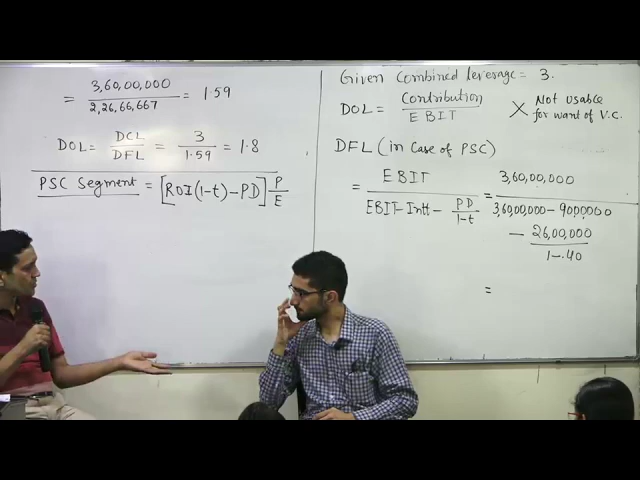 = 3,60,00,000 / 2,26,66,667 = 1.59
DOL = DCL / DFL = 3 / 1.59 = 1.8
PSC Segment = [ROI(1-t)-PD] P / E
Given Combined leverage = 3.
DOL = Contribution / EBIT X Not usable for want of V.C.
DFL (in Case of PSC)
= EBIT / EBIT-Intt - PD / 1-t = 3,60,00,000 / 3,60,00,000 - 9000000
- 26,00,000 / 1-.40
=